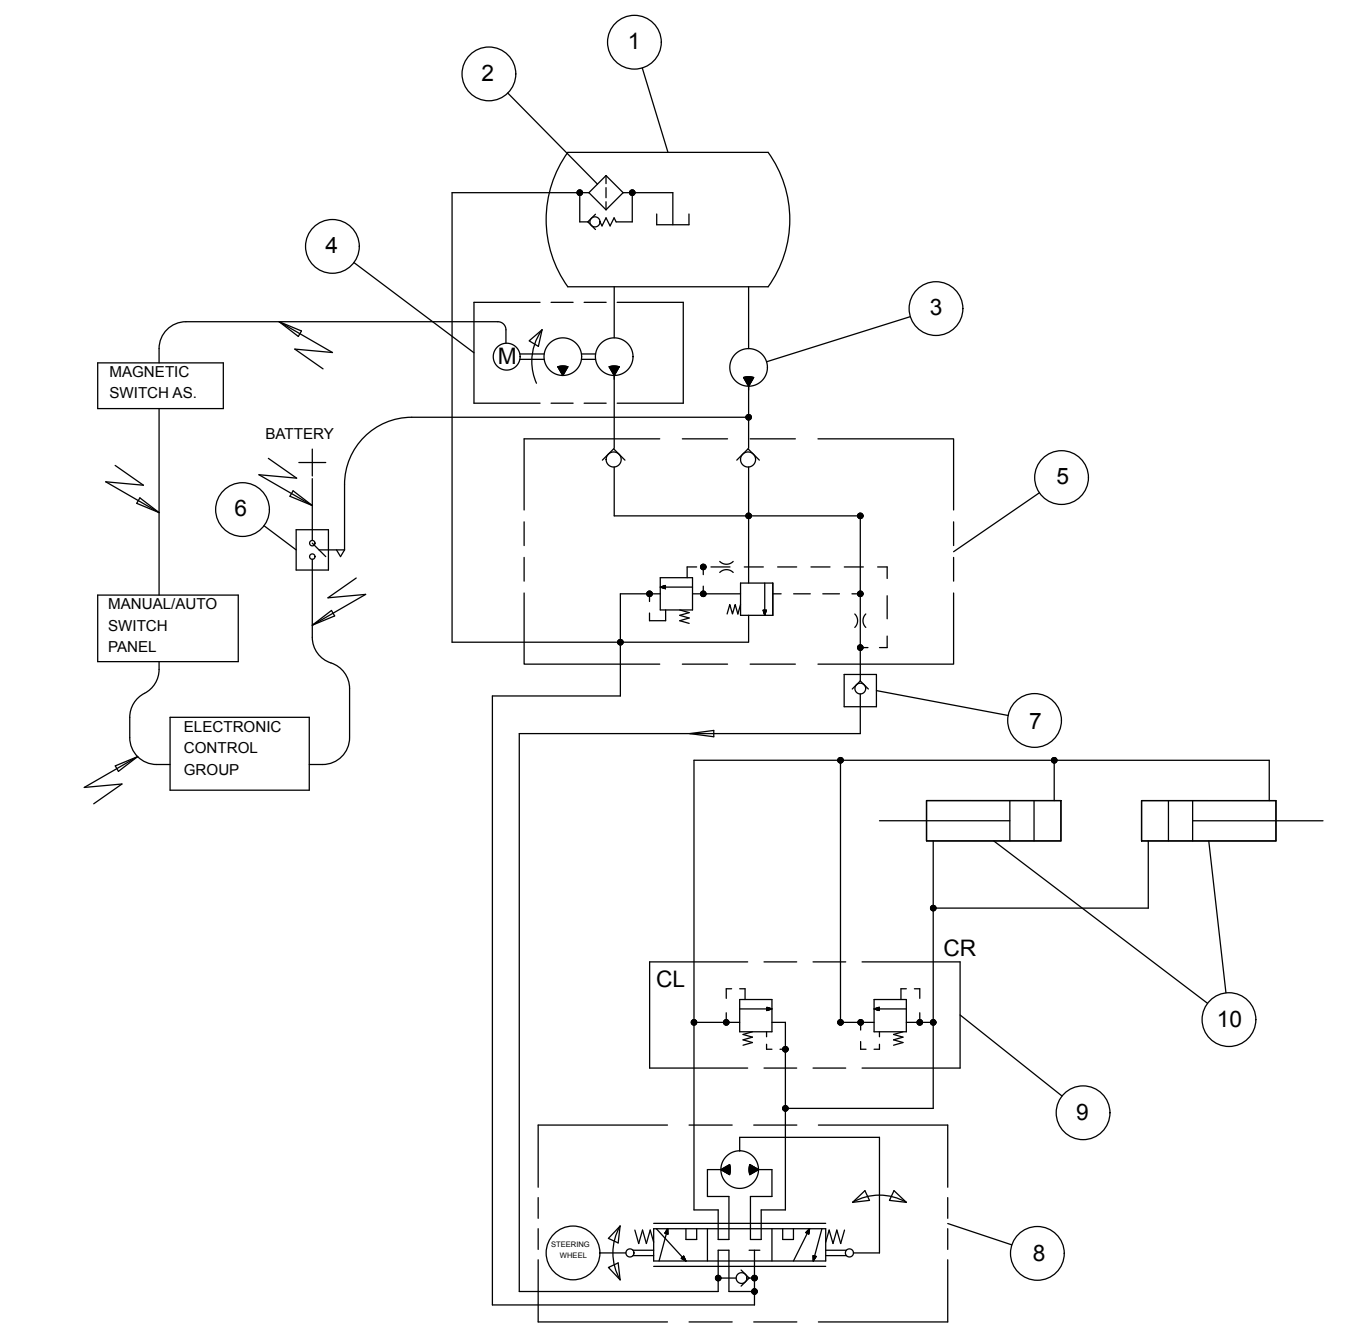 1
2
4
3
M
MAGNETIC
SWITCH AS.
BATTERY
5
6
MANUAL/AUTO
SWITCH
PANEL
7
ELECTRONIC
CONTROL
GROUP
CR
CL
10
9
8
STEERING
WHEEL